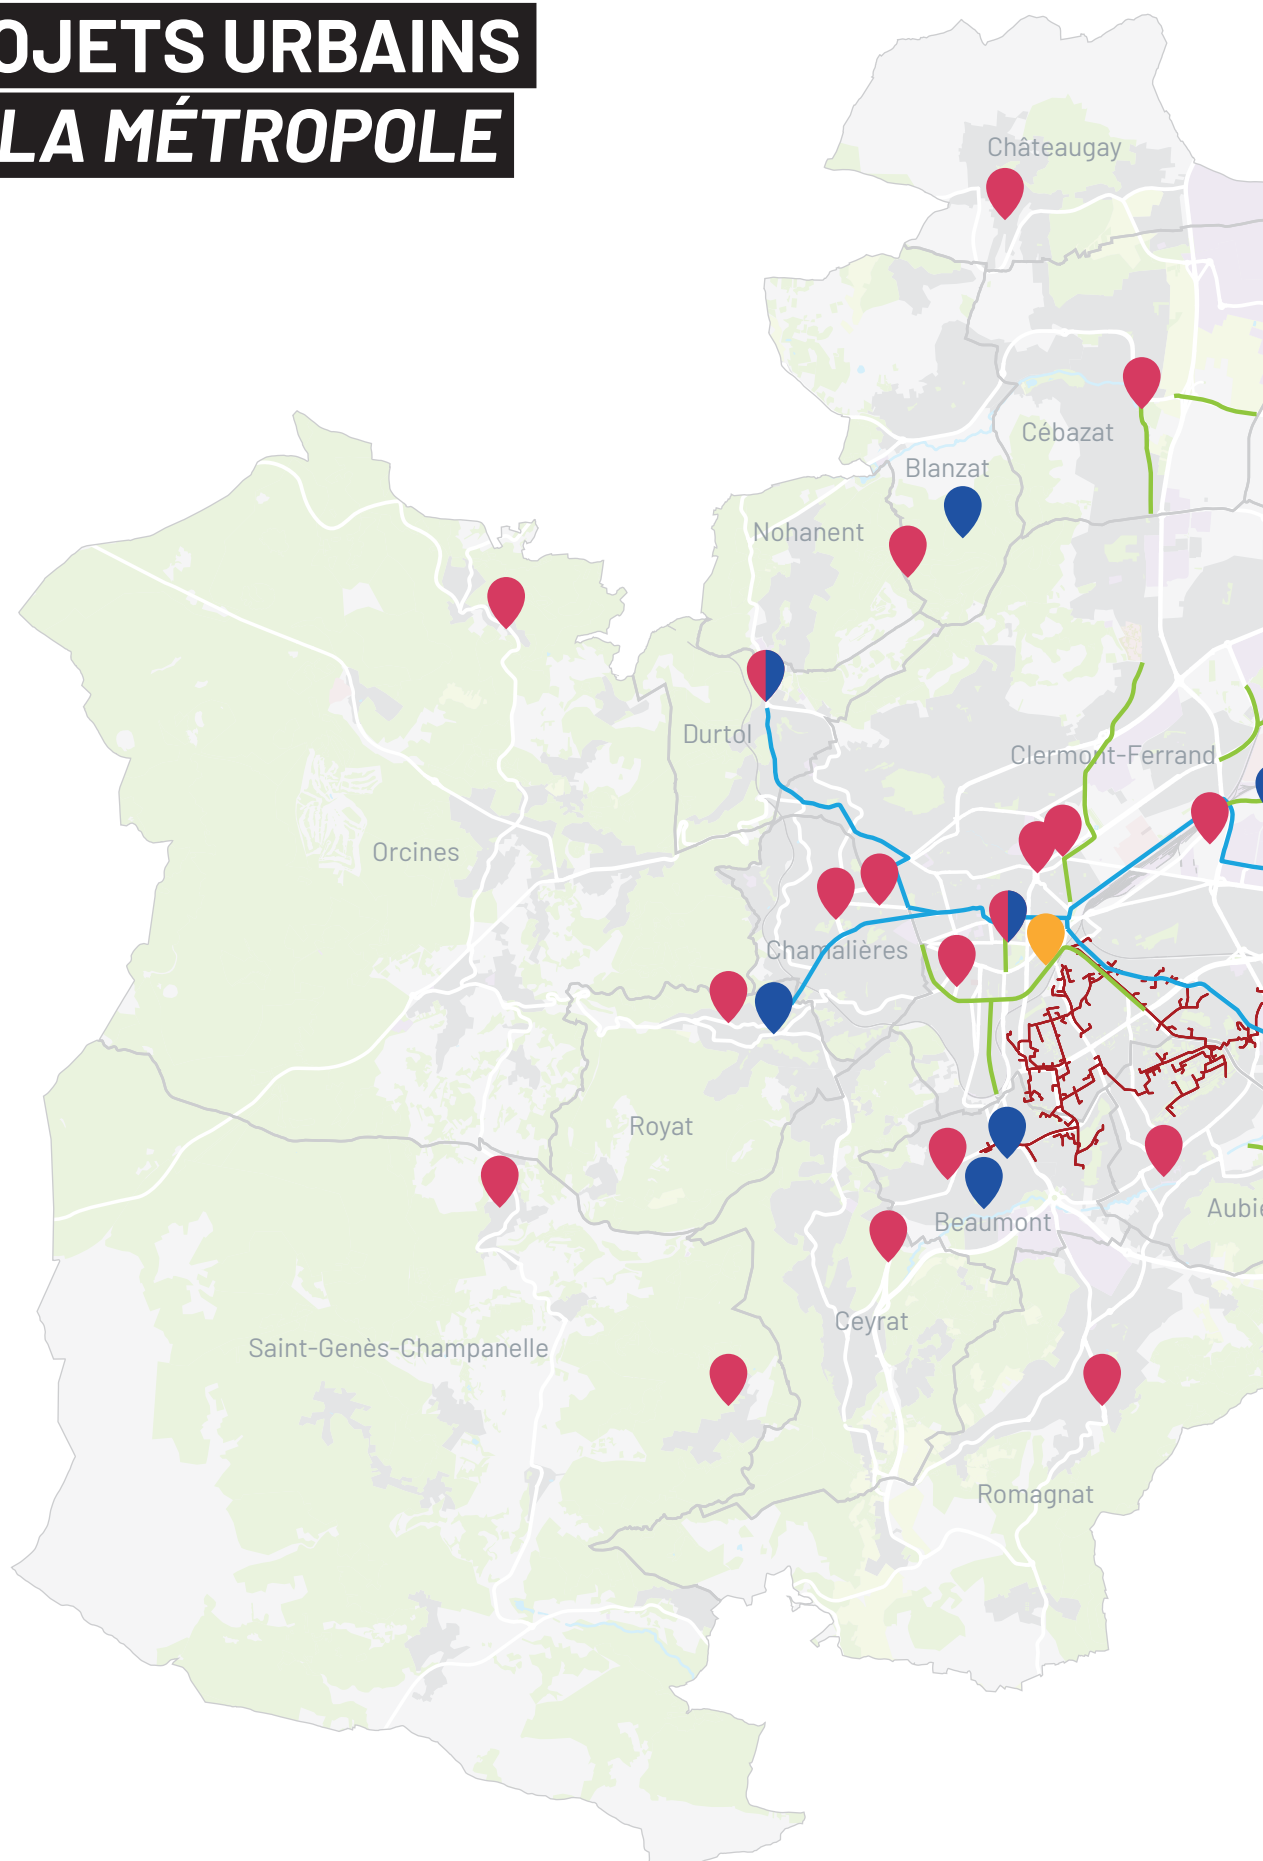 OJETS URBAINS
LA MÉTROPOLE
Châteaugay
Cébazat
Blanzat
Nohanent
Durtol
Clermont-Ferrand
Orcines
Chamalières
Royat
Aubiè
Beaumont
Ceyrat
Saint-Genès-Champanelle
Romagnat